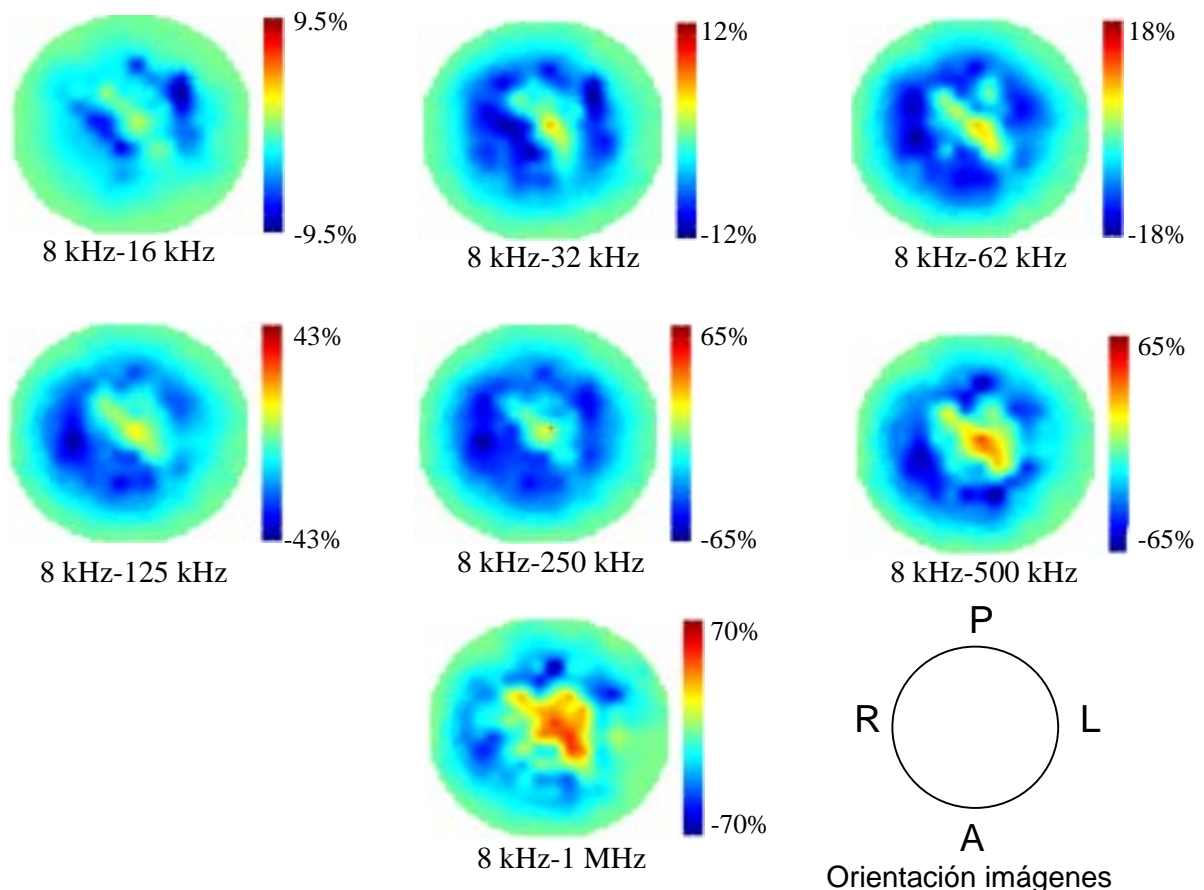 9.5%
-9.5%
8 kHz-16 kHz
12%
-12%
8 kHz-32 kHz
18%
-18%
8 kHz-62 kHz
43%
-43%
8 kHz-125 kHz
65%
-65%
8 kHz-250 kHz
65%
-65%
8 kHz-500 kHz
70%
-70%
8 kHz-1 MHz
P
R L
A
Orientación imágenes